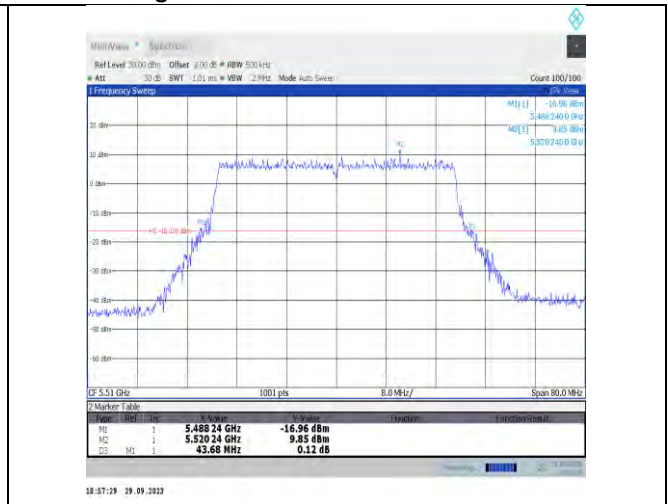 MultiView Spectrum
Ref Level 30.00 dBm Offset 2.00 dB RBW 500 kHz
Att 30 dB SWT 1.01 ms VBW 2 MHz Mode Auto Sweep Count 100/100
1 Frequency Sweep 1Pk View
M1[1] -16.96 dBm
5.488240 0 GHz
20 dBm M2[1] 9.85 dBm
5.520240 0 GHz
M2
10 dBm
0 dBm
-10 dBm
-20 dBm
-30 dBm
-40 dBm
-50 dBm
-60 dBm
CF 5.51 GHz 1001 pts 8.0 MHz/ Span 80.0 MHz
2 Marker Table
Type Ref Trc X-Value Y-Value Function Function Result
M1 1 5.488 24 GHz -16.96 dBm
M2 1 5.520 24 GHz 9.85 dBm
D3 M1 1 43.68 MHz 0.12 dB
18:57:29 29.09.2023